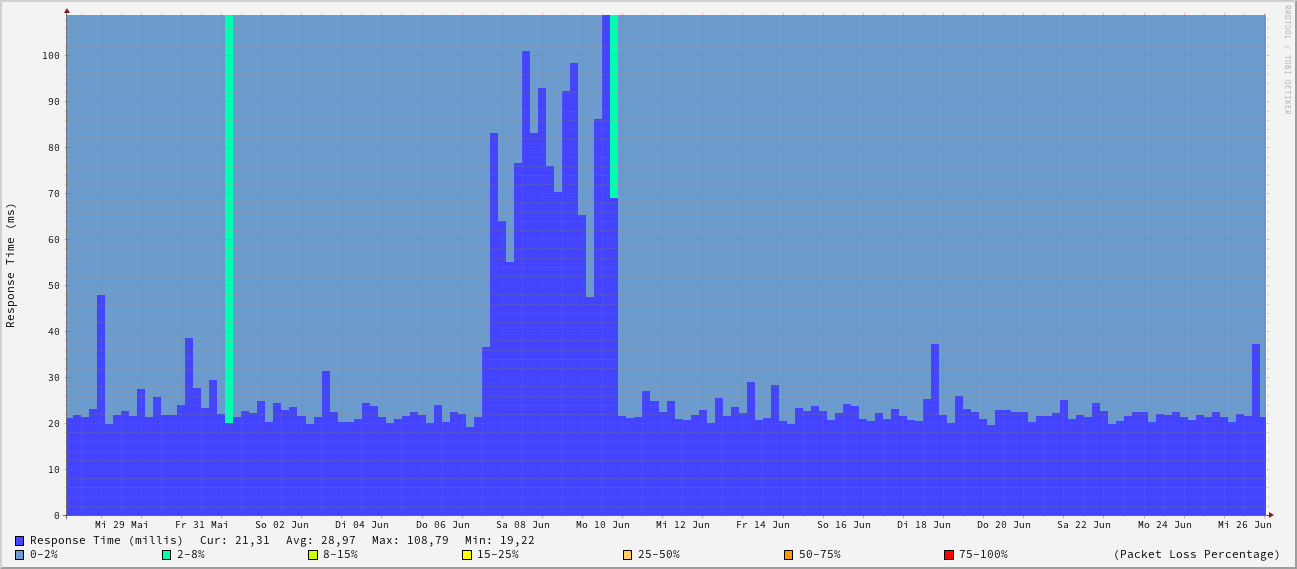 RRDTOOL / TOBI OETIKER
Response Time (ms)
100
90
80
70
60
50
40
30
20
10
0
Mi 29 Mai Fr 31 Mai So 02 Jun Di 04 Jun Do 06 Jun Sa 08 Jun Mo 10 Jun Mi 12 Jun Fr 14 Jun So 16 Jun Di 18 Jun Do 20 Jun Sa 22 Jun Mo 24 Jun Mi 26 Jun
Response Time (millis) Cur: 21,31 Avg: 28,97 Max: 108,79 Min: 19,22
0-2% 2-8% 8-15% 15-25% 25-50% 50-75% 75-100% (Packet Loss Percentage)